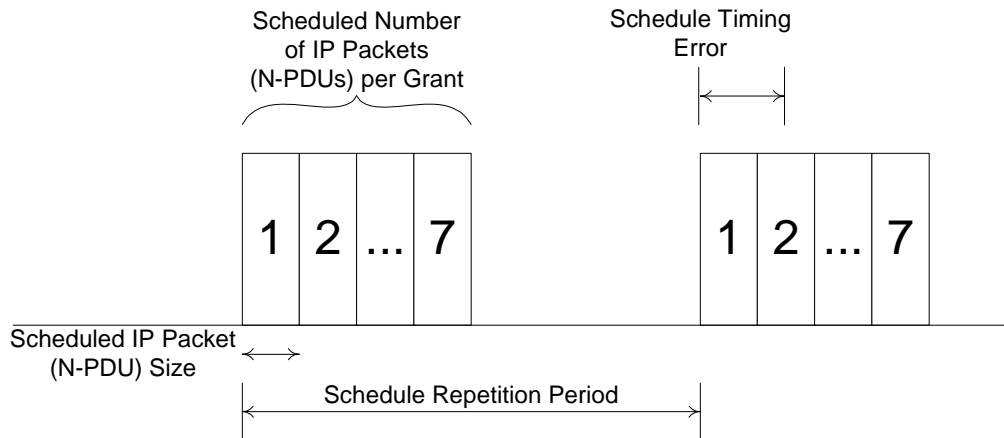 Scheduled Number
of IP Packets
(N-PDUs) per Grant
Schedule Timing
Error
1 2 ... 7
1 2 ... 7
Scheduled IP Packet
(N-PDU) Size
Schedule Repetition Period